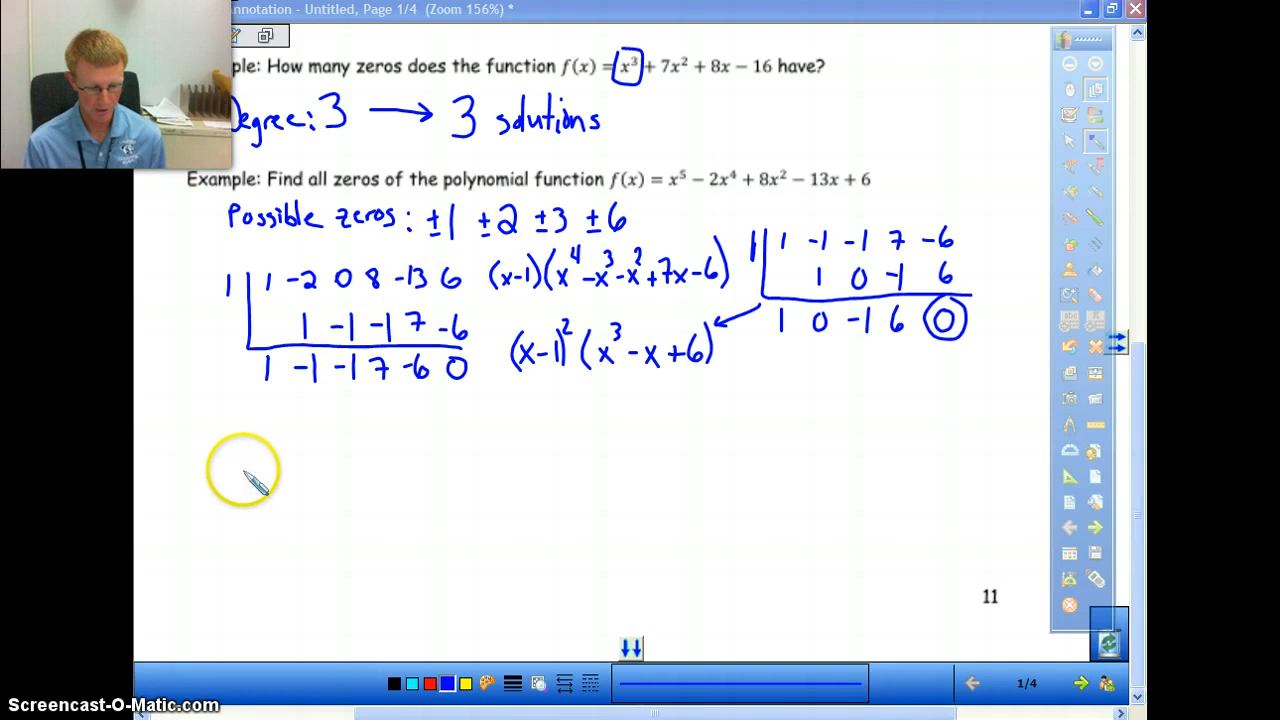 nnotation - Untitled, Page 1/4 (Zoom 156%) *
ple: How many zeros does the function f(x) = x³ + 7x² + 8x − 16 have?
Degree: 3 → 3 solutions
Example: Find all zeros of the polynomial function f(x) = x⁵ − 2x⁴ + 8x² − 13x + 6
Possible zeros: ±1 ±2 ±3 ±6
1 | 1 -2 0 8 -13 6
1 -1 -1 7 -6
1 -1 -1 7 -6 0
(x-1)(x⁴-x³-x²+7x-6)
(x-1)²(x³-x+6)
1 | 1 -1 -1 7 -6
1 0 -1 6
1 0 -1 6 0
11
1/4
Screencast-O-Matic.com